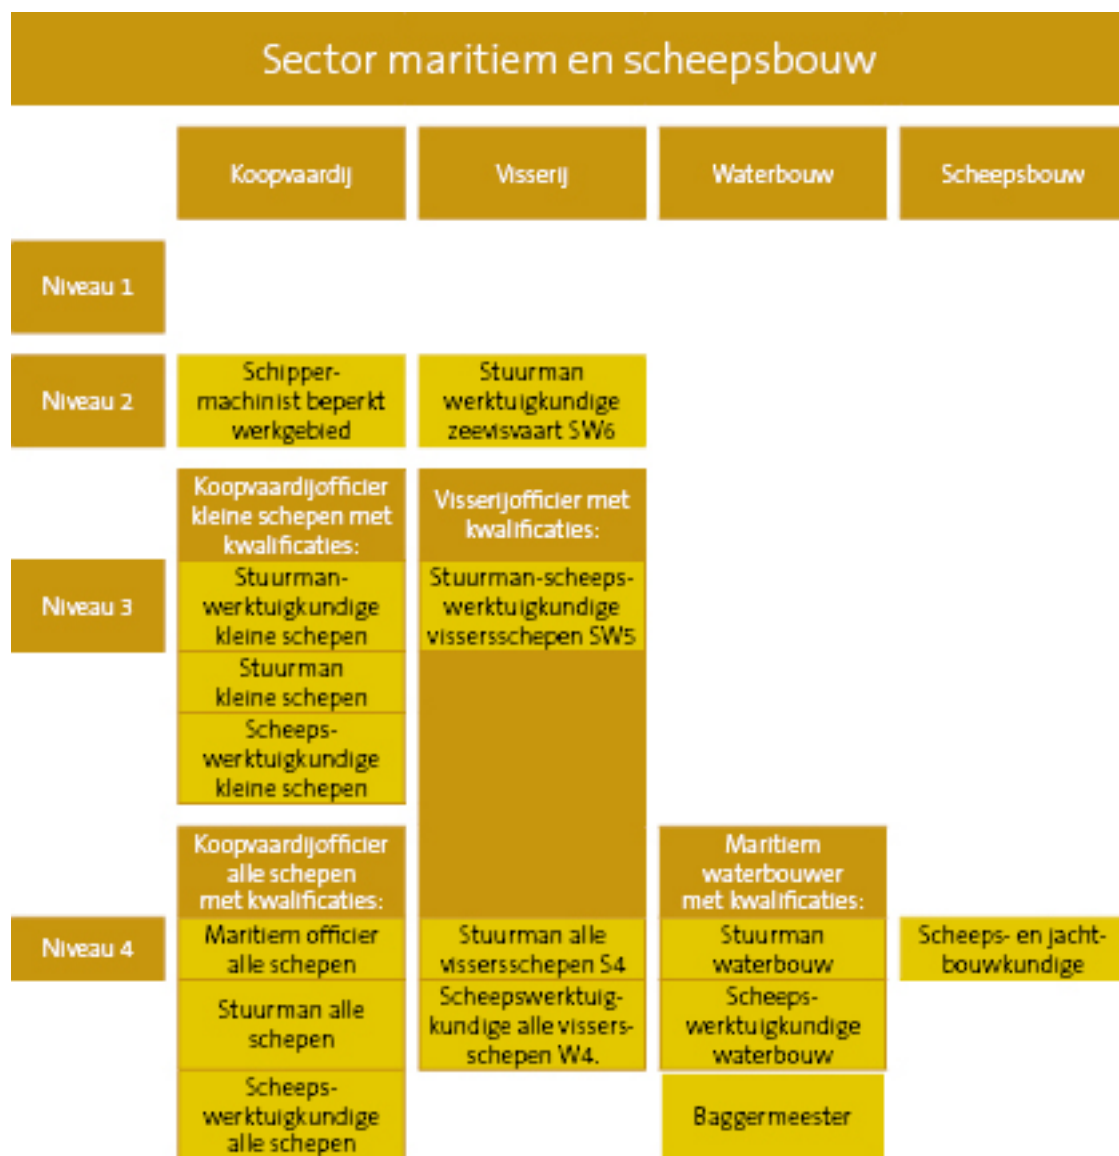 Sector maritiem en scheepsbouw
Koopvaardij
Visserij
Waterbouw
Scheepsbouw
Niveau 1
Niveau 2
Schipper-
machinist beperkt
werkgebied
Stuurman
werktuigkundige
zeevisvaart SW6
Niveau 3
Koopvaardijofficier
kleine schepen met
kwalificaties:
Stuurman-
werktuigkundige
kleine schepen
Stuurman
kleine schepen
Scheeps-
werktuigkundige
kleine schepen
Visserijofficier met
kwalificaties:
Stuurman-scheeps-
werktuigkundige
vissersschepen SW5
Niveau 4
Koopvaardijofficier
alle schepen
met kwalificaties:
Maritiem officier
alle schepen
Stuurman alle
schepen
Scheeps-
werktuigkundige
alle schepen
Stuurman alle
vissersschepen S4
Scheepswerktuig-
kundige alle vissers-
schepen W4.
Maritiem
waterbouwer
met kwalificaties:
Stuurman
waterbouw
Scheeps-
werktuigkundige
waterbouw
Baggermeester
Scheeps- en jacht-
bouwkundige